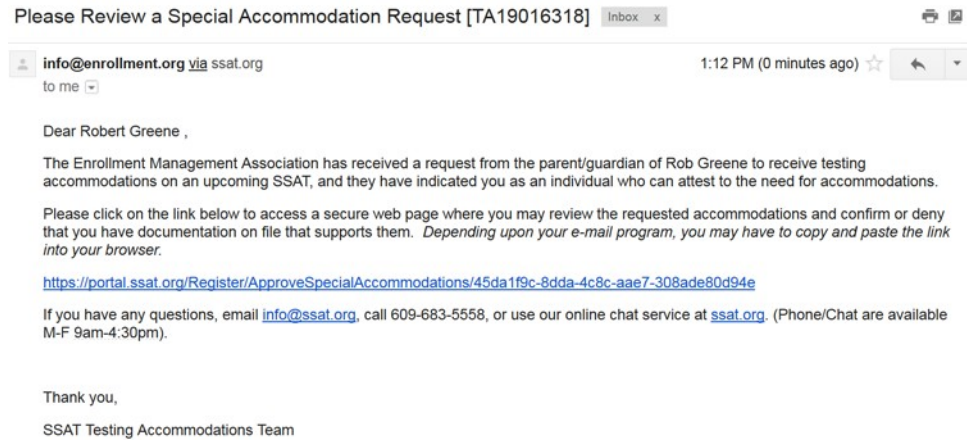 Please Review a Special Accommodation Request [TA19016318] Inbox x
info@enrollment.org via ssat.org 1:12 PM (0 minutes ago)
to me
Dear Robert Greene ,
The Enrollment Management Association has received a request from the parent/guardian of Rob Greene to receive testing
accommodations on an upcoming SSAT, and they have indicated you as an individual who can attest to the need for accommodations.
Please click on the link below to access a secure web page where you may review the requested accommodations and confirm or deny
that you have documentation on file that supports them. Depending upon your e-mail program, you may have to copy and paste the link
into your browser.
https://portal.ssat.org/Register/ApproveSpecialAccommodations/45da1f9c-8dda-4c8c-aae7-308ade80d94e
If you have any questions, email info@ssat.org, call 609-683-5558, or use our online chat service at ssat.org. (Phone/Chat are available
M-F 9am-4:30pm).
Thank you,
SSAT Testing Accommodations Team